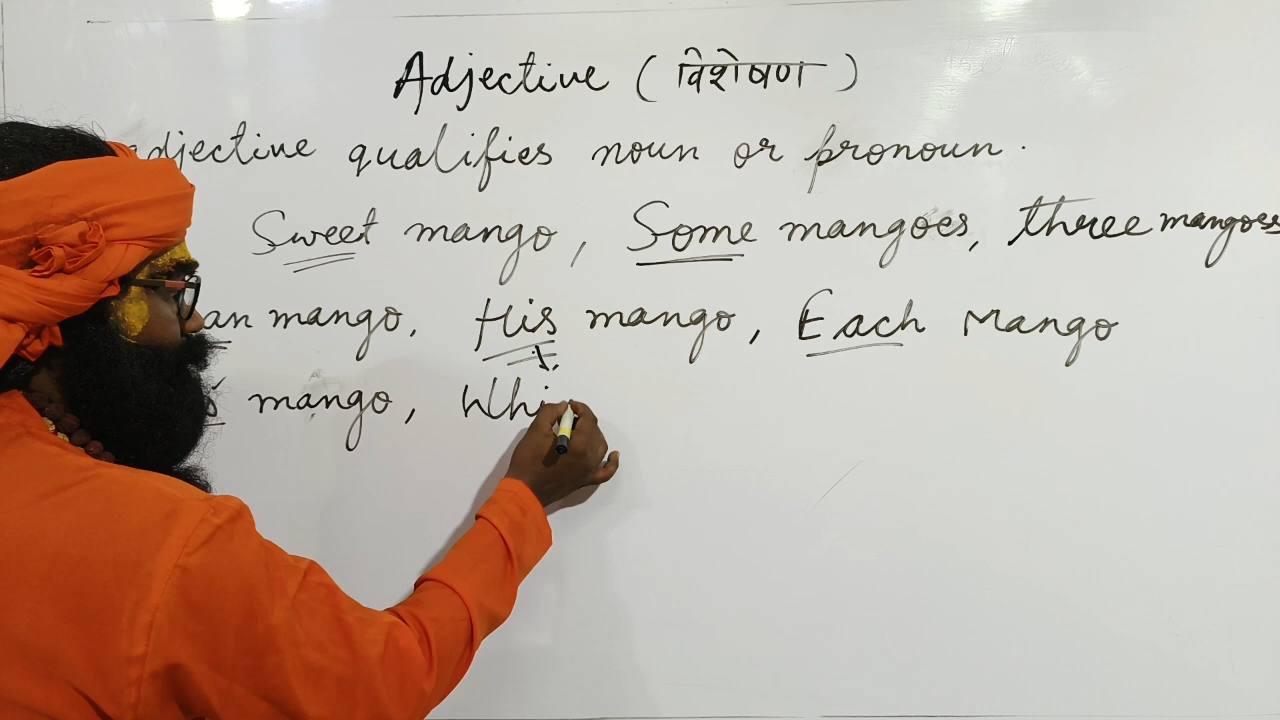 Adjective (विशेषण)
adjective qualifies noun or pronoun.
Sweet mango, Some mangoes, three mangoes
an mango, His mango, Each Mango
mango, Whi